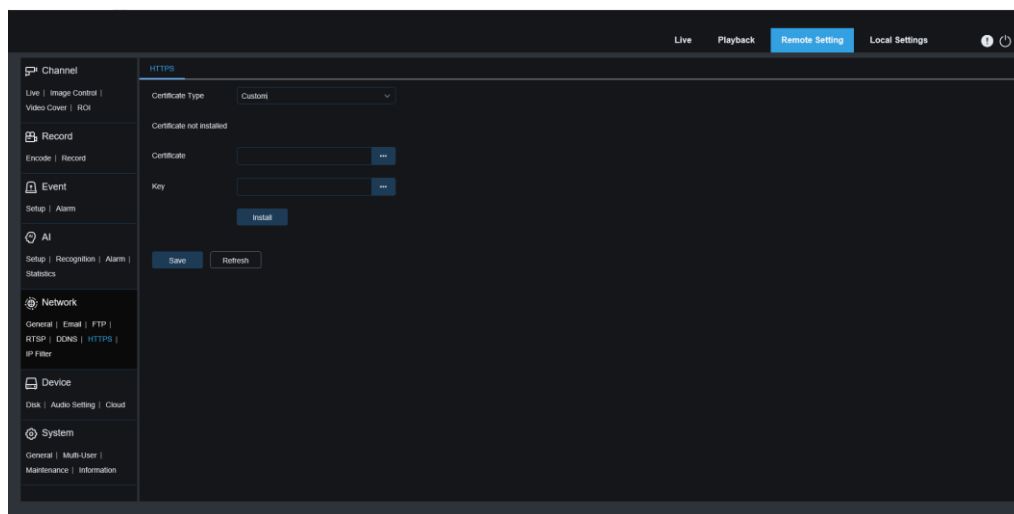 Live Playback Remote Setting Local Settings
Channel
Live | Image Control |
Video Cover | ROI
Record
Encode | Record
Event
Setup | Alarm
AI
Setup | Recognition | Alarm |
Statistics
Network
General | Email | FTP |
RTSP | DDNS | HTTPS |
IP Filter
Device
Disk | Audio Setting | Cloud
System
General | Multi-User |
Maintenance | Information
HTTPS
Certificate Type Custom
Certificate not installed
Certificate ...
Key ...
Install
Save Refresh